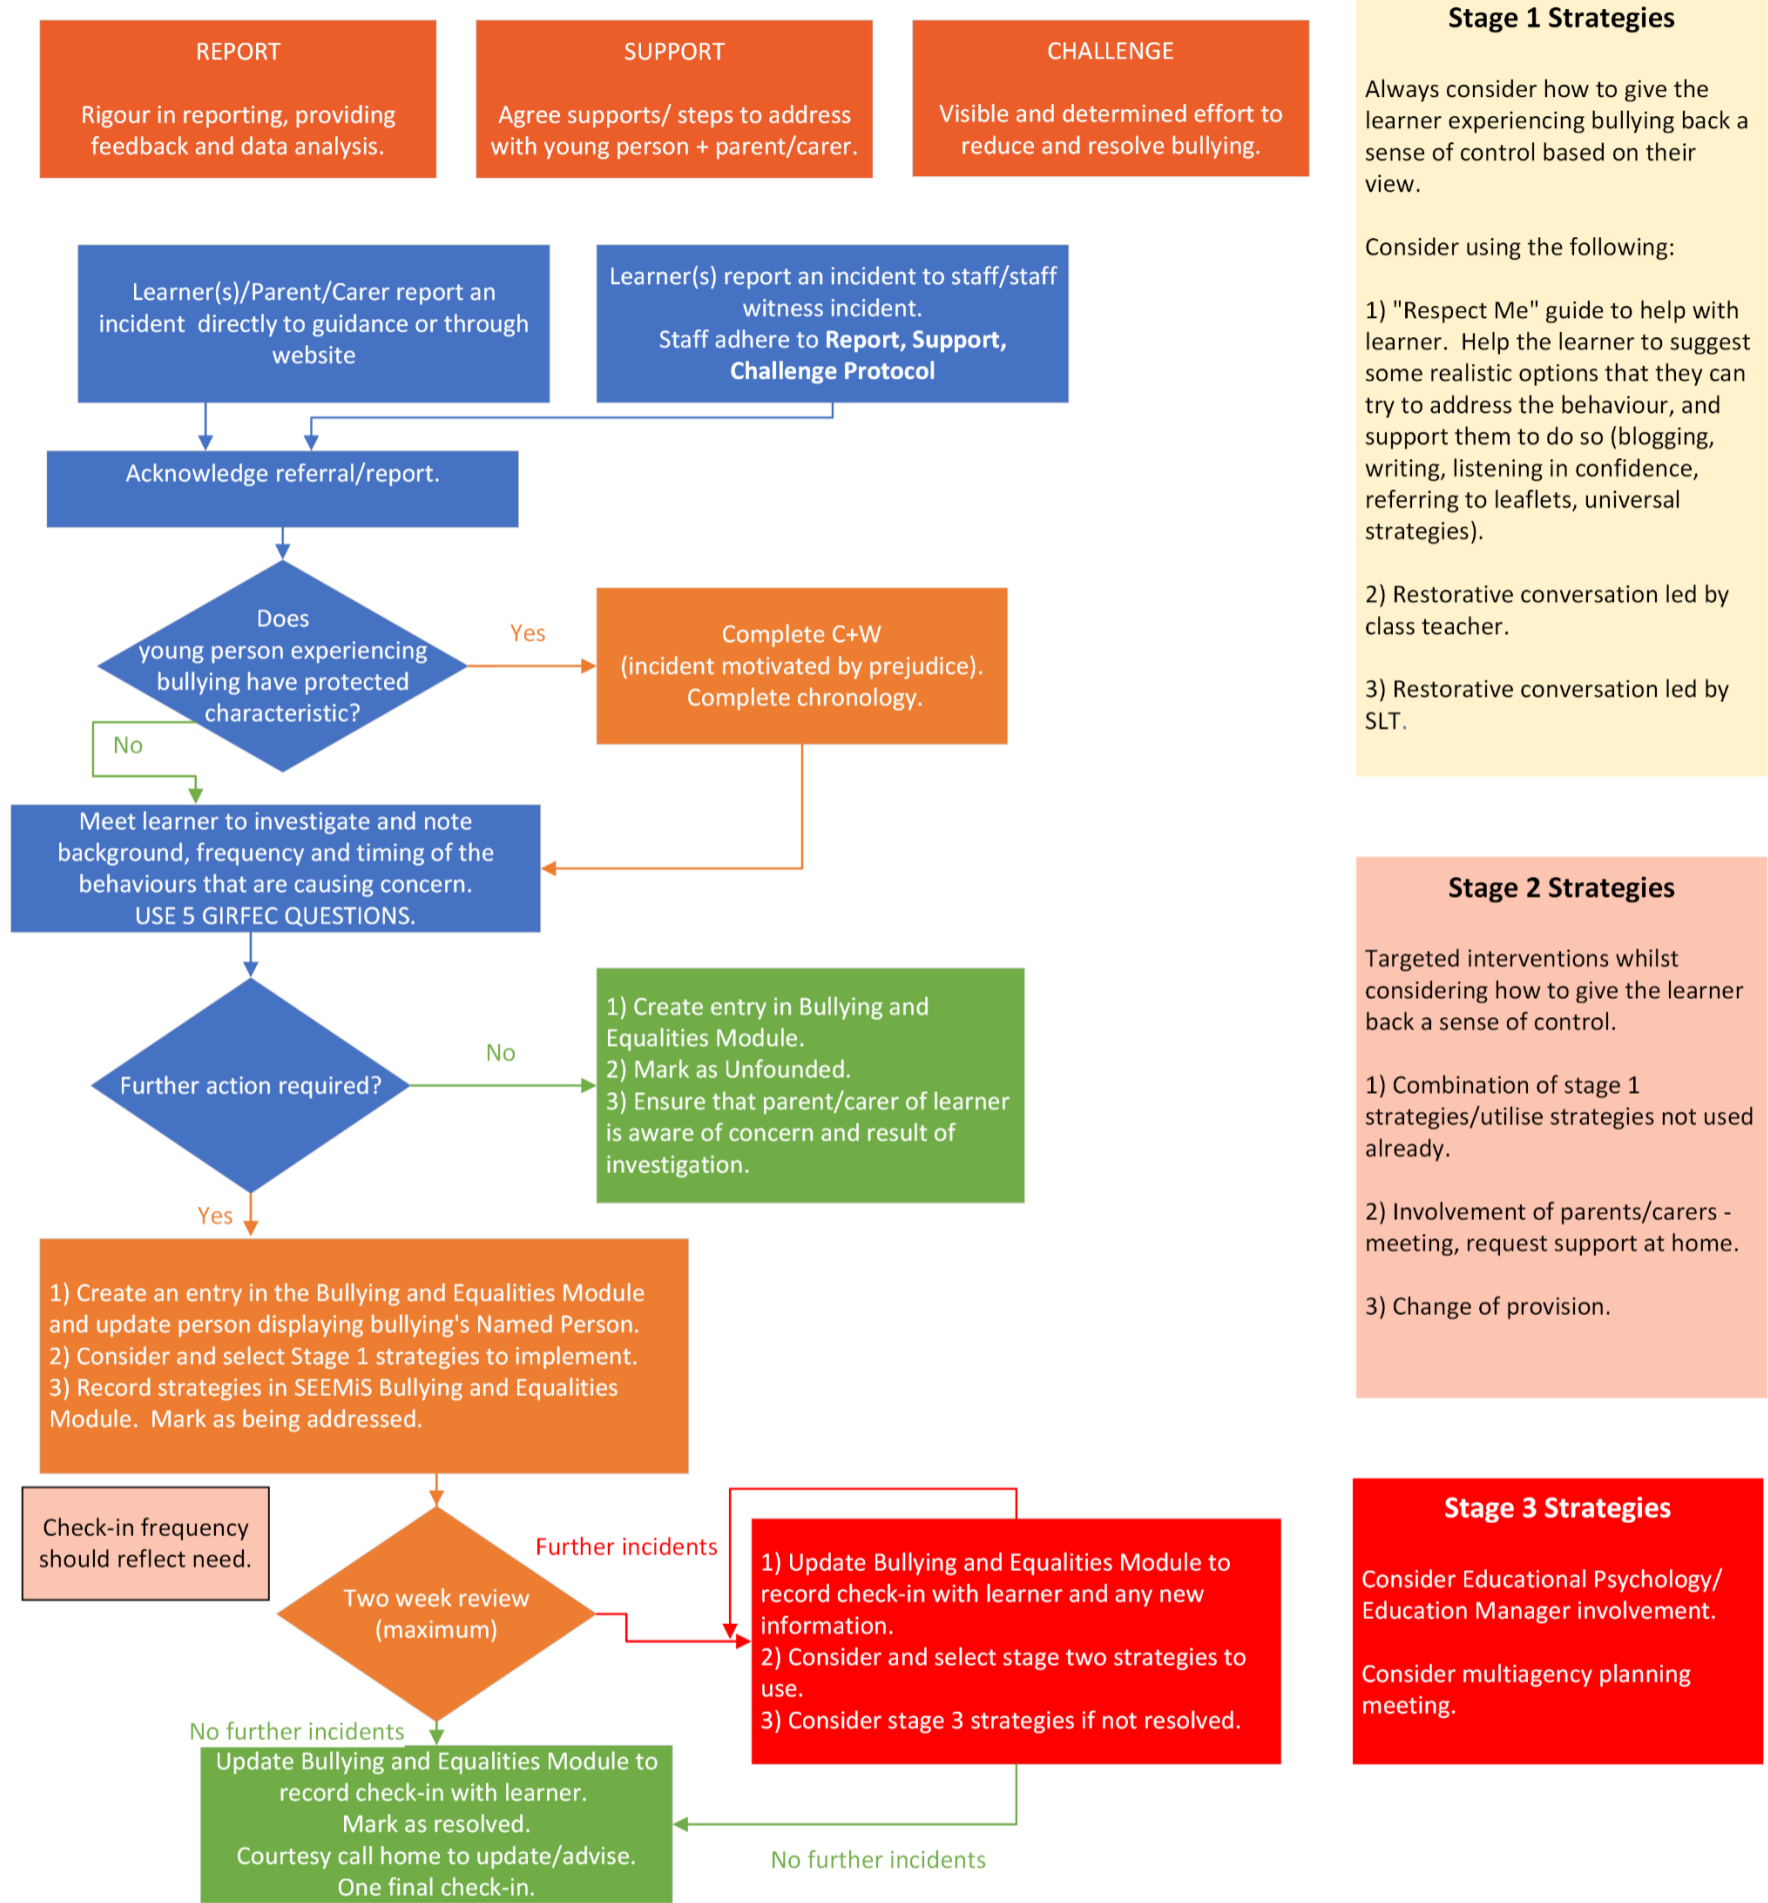 REPORT
Rigour in reporting, providing
feedback and data analysis.
SUPPORT
Agree supports/ steps to address
with young person + parent/carer.
CHALLENGE
Visible and determined effort to
reduce and resolve bullying.
Learner(s)/Parent/Carer report an
incident directly to guidance or through
website
Learner(s) report an incident to staff/staff
witness incident.
Staff adhere to Report, Support,
Challenge Protocol
Acknowledge referral/report.
Does
young person experiencing
bullying have protected
characteristic?
Yes
No
Complete C+W
(incident motivated by prejudice).
Complete chronology.
Meet learner to investigate and note
background, frequency and timing of the
behaviours that are causing concern.
USE 5 GIRFEC QUESTIONS.
Further action required?
No
Yes
1) Create entry in Bullying and
Equalities Module.
2) Mark as Unfounded.
3) Ensure that parent/carer of learner
is aware of concern and result of
investigation.
1) Create an entry in the Bullying and Equalities Module
and update person displaying bullying's Named Person.
2) Consider and select Stage 1 strategies to implement.
3) Record strategies in SEEMiS Bullying and Equalities
Module. Mark as being addressed.
Check-in frequency
should reflect need.
Two week review
(maximum)
Further incidents
No further incidents
1) Update Bullying and Equalities Module to
record check-in with learner and any new
information.
2) Consider and select stage two strategies to
use.
3) Consider stage 3 strategies if not resolved.
Update Bullying and Equalities Module to
record check-in with learner.
Mark as resolved.
Courtesy call home to update/advise.
One final check-in.
No further incidents
Stage 1 Strategies
Always consider how to give the
learner experiencing bullying back a
sense of control based on their
view.
Consider using the following:
1) "Respect Me" guide to help with
learner. Help the learner to suggest
some realistic options that they can
try to address the behaviour, and
support them to do so (blogging,
writing, listening in confidence,
referring to leaflets, universal
strategies).
2) Restorative conversation led by
class teacher.
3) Restorative conversation led by
SLT.
Stage 2 Strategies
Targeted interventions whilst
considering how to give the learner
back a sense of control.
1) Combination of stage 1
strategies/utilise strategies not used
already.
2) Involvement of parents/carers -
meeting, request support at home.
3) Change of provision.
Stage 3 Strategies
Consider Educational Psychology/
Education Manager involvement.
Consider multiagency planning
meeting.